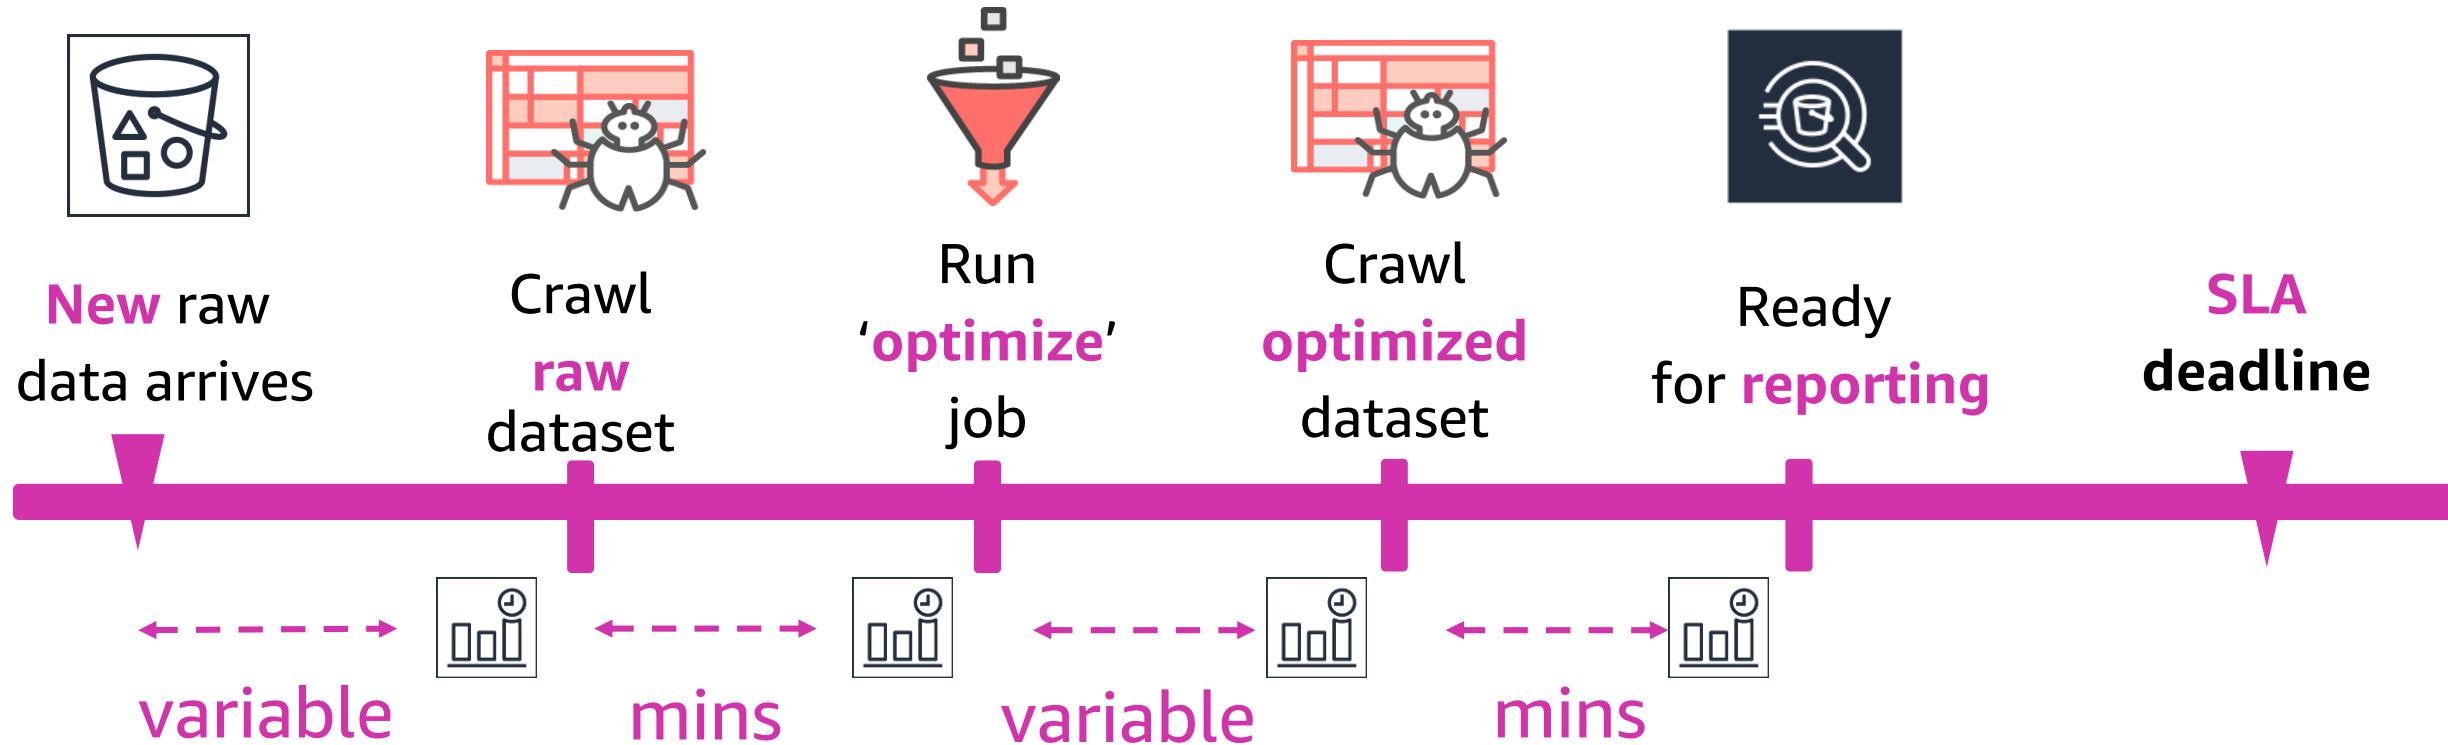 New raw
data arrives
Crawl
raw
dataset
Run
‘optimize’
job
Crawl
optimized
dataset
Ready
for reporting
SLA
deadline
variable
mins
variable
mins